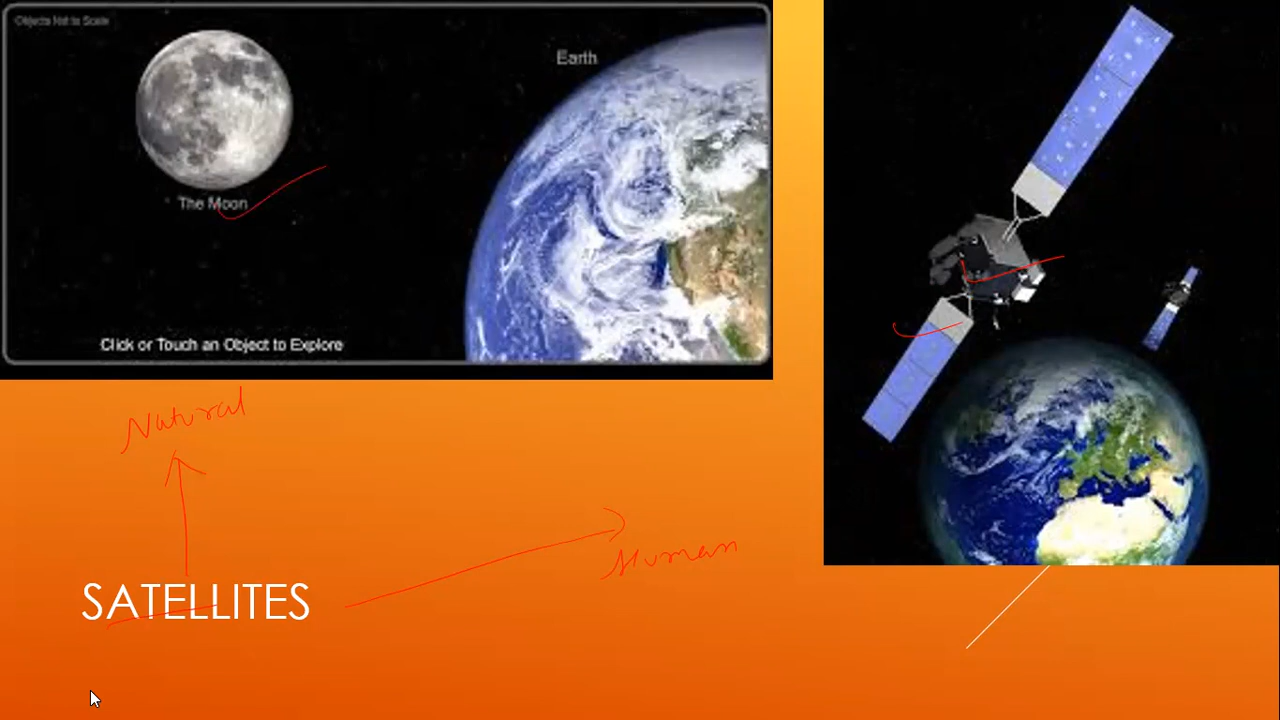 Objects Not to Scale
Earth
The Moon
Click or Touch an Object to Explore
Natural
Human
SATELLITES